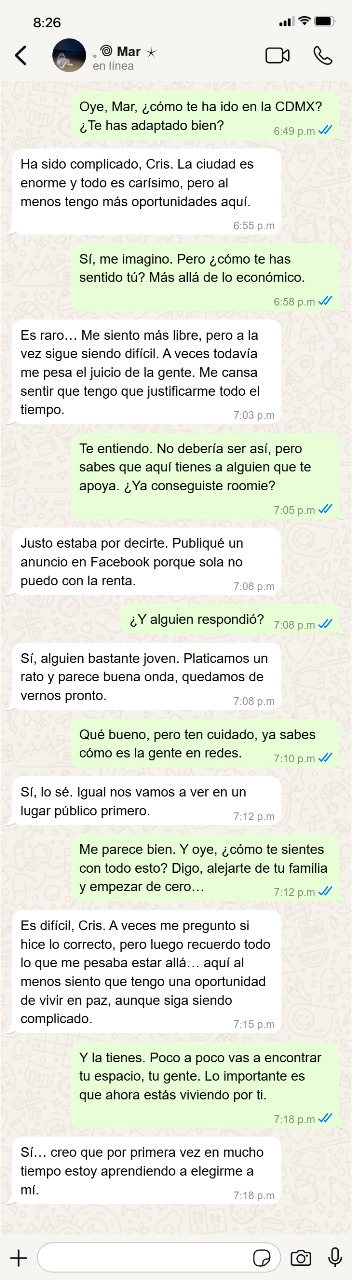 8:26
Mar
en línea
Oye, Mar, ¿cómo te ha ido en la CDMX?
¿Te has adaptado bien?
6:49 p.m
Ha sido complicado, Cris. La ciudad es
enorme y todo es carísimo, pero al
menos tengo más oportunidades aquí.
6:55 p.m
Sí, me imagino. Pero ¿cómo te has
sentido tú? Más allá de lo económico.
6:58 p.m
Es raro... Me siento más libre, pero a la
vez sigue siendo difícil. A veces todavía
me pesa el juicio de la gente. Me cansa
sentir que tengo que justificarme todo el
tiempo.
7:03 p.m
Te entiendo. No debería ser así, pero
sabes que aquí tienes a alguien que te
apoya. ¿Ya conseguiste roomie?
7:05 p.m
Justo estaba por decirte. Publiqué un
anuncio en Facebook porque sola no
puedo con la renta.
7:08 p.m
¿Y alguien respondió? 7:08 p.m
Sí, alguien bastante joven. Platicamos un
rato y parece buena onda, quedamos de
vernos pronto.
7:08 p.m
Qué bueno, pero ten cuidado, ya sabes
cómo es la gente en redes.
7:10 p.m
Sí, lo sé. Igual nos vamos a ver en un
lugar público primero.
7:12 p.m
Me parece bien. Y oye, ¿cómo te sientes
con todo esto? Digo, alejarte de tu familia
y empezar de cero...
7:12 p.m
Es difícil, Cris. A veces me pregunto si
hice lo correcto, pero luego recuerdo todo
lo que me pesaba estar allá... aquí al
menos siento que tengo una oportunidad
de vivir en paz, aunque siga siendo
complicado.
7:15 p.m
Y la tienes. Poco a poco vas a encontrar
tu espacio, tu gente. Lo importante es
que ahora estás viviendo por ti.
7:18 p.m
Sí... creo que por primera vez en mucho
tiempo estoy aprendiendo a elegirme a
mí.
7:18 p.m